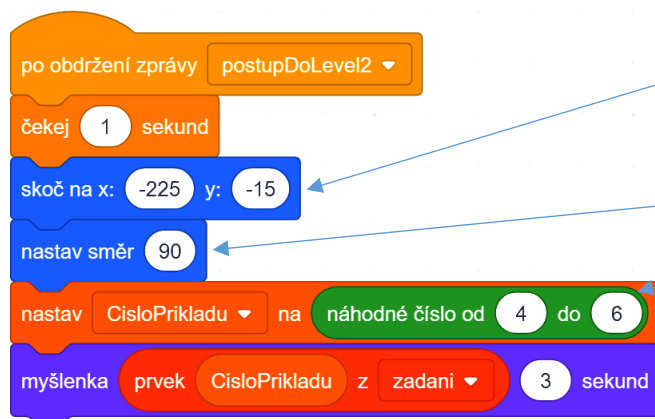 po obdržení zprávy postupDoLevel2
čekej 1 sekund
skoč na x: -225 y: -15
nastav směr 90
nastav CisloPrikladu na náhodné číslo od 4 do 6
myšlenka prvek CisloPrikladu z zadani 3 sekund